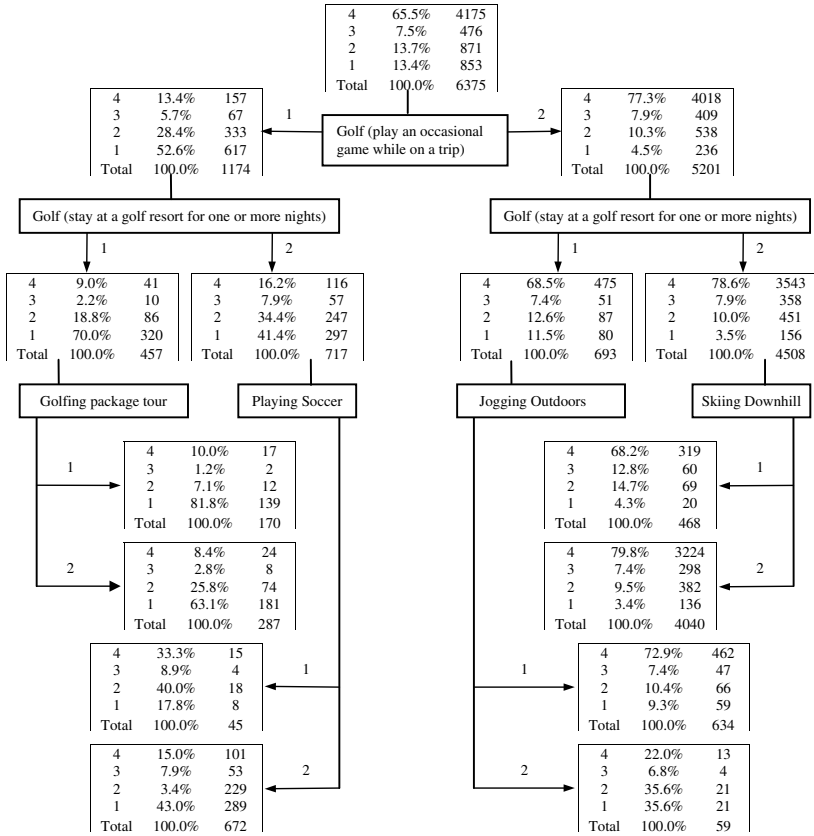 4 65.5% 4175
3 7.5% 476
2 13.7% 871
1 13.4% 853
Total 100.0% 6375
Golf (play an occasional
game while on a trip)
1
2
4 13.4% 157
3 5.7% 67
2 28.4% 333
1 52.6% 617
Total 100.0% 1174
4 77.3% 4018
3 7.9% 409
2 10.3% 538
1 4.5% 236
Total 100.0% 5201
Golf (stay at a golf resort for one or more nights)
1
2
Golf (stay at a golf resort for one or more nights)
1
2
4 9.0% 41
3 2.2% 10
2 18.8% 86
1 70.0% 320
Total 100.0% 457
4 16.2% 116
3 7.9% 57
2 34.4% 247
1 41.4% 297
Total 100.0% 717
4 68.5% 475
3 7.4% 51
2 12.6% 87
1 11.5% 80
Total 100.0% 693
4 78.6% 3543
3 7.9% 358
2 10.0% 451
1 3.5% 156
Total 100.0% 4508
Golfing package tour
Playing Soccer
Jogging Outdoors
Skiing Downhill
1
4 10.0% 17
3 1.2% 2
2 7.1% 12
1 81.8% 139
Total 100.0% 170
4 68.2% 319
3 12.8% 60
2 14.7% 69
1 4.3% 20
Total 100.0% 468
1
2
4 8.4% 24
3 2.8% 8
2 25.8% 74
1 63.1% 181
Total 100.0% 287
4 79.8% 3224
3 7.4% 298
2 9.5% 382
1 3.4% 136
Total 100.0% 4040
2
4 33.3% 15
3 8.9% 4
2 40.0% 18
1 17.8% 8
Total 100.0% 45
1
1
4 72.9% 462
3 7.4% 47
2 10.4% 66
1 9.3% 59
Total 100.0% 634
4 15.0% 101
3 7.9% 53
2 3.4% 229
1 43.0% 289
Total 100.0% 672
2
2
4 22.0% 13
3 6.8% 4
2 35.6% 21
1 35.6% 21
Total 100.0% 59